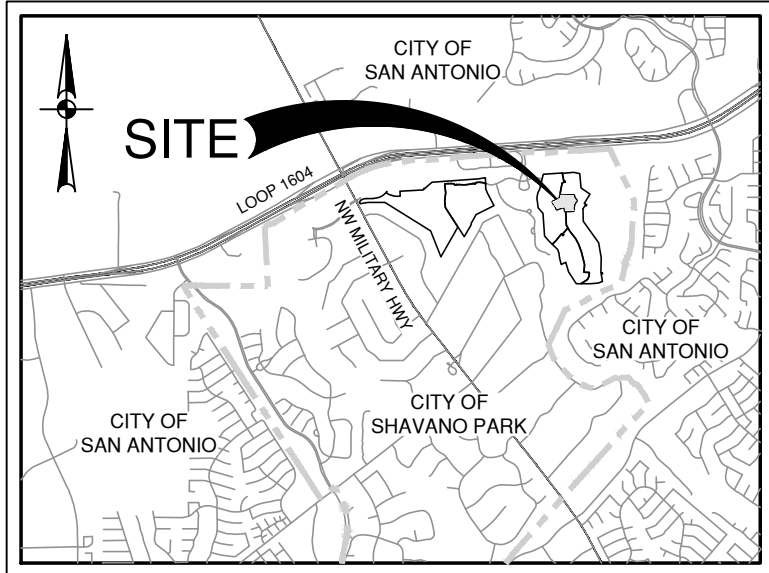 CITY OF
SAN ANTONIO
SITE
LOOP 1604
NW MILITARY HWY
CITY OF
SAN ANTONIO
CITY OF
SHAVANO PARK
CITY OF
SAN ANTONIO